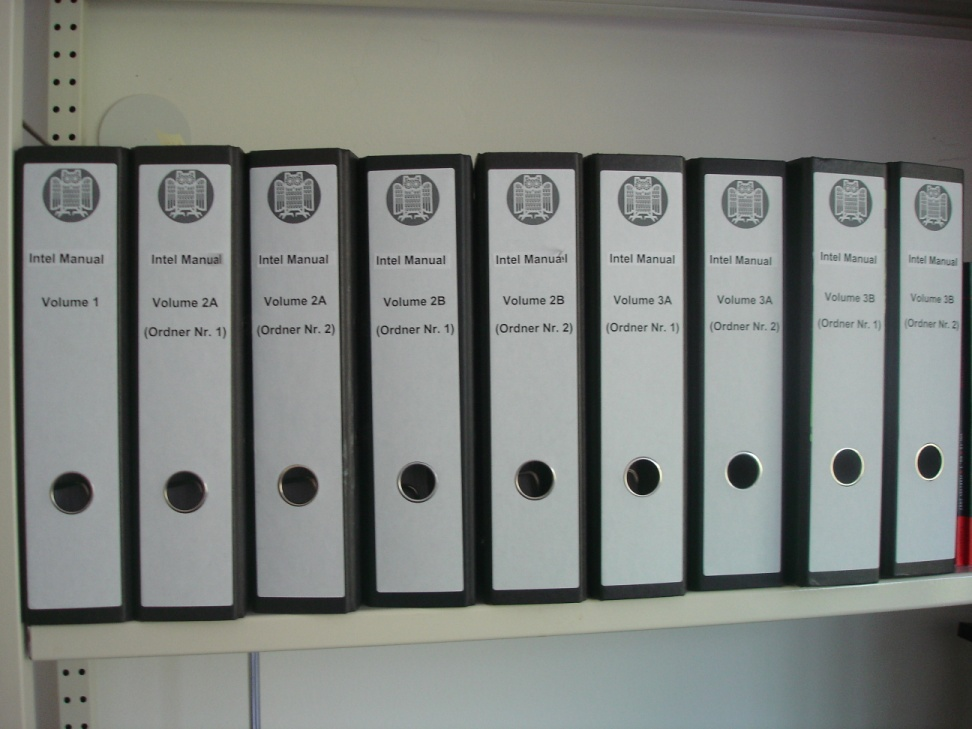 Intel Manual
Volume 1
Intel Manual
Volume 2A
(Ordner Nr. 1)
Intel Manual
Volume 2A
(Ordner Nr. 2)
Intel Manual
Volume 2B
(Ordner Nr. 1)
Intel Manual
Volume 2B
(Ordner Nr. 2)
Intel Manual
Volume 3A
(Ordner Nr. 1)
Intel Manual
Volume 3A
(Ordner Nr. 2)
Intel Manual
Volume 3B
(Ordner Nr. 1)
Intel Manual
Volume 3B
(Ordner Nr. 2)